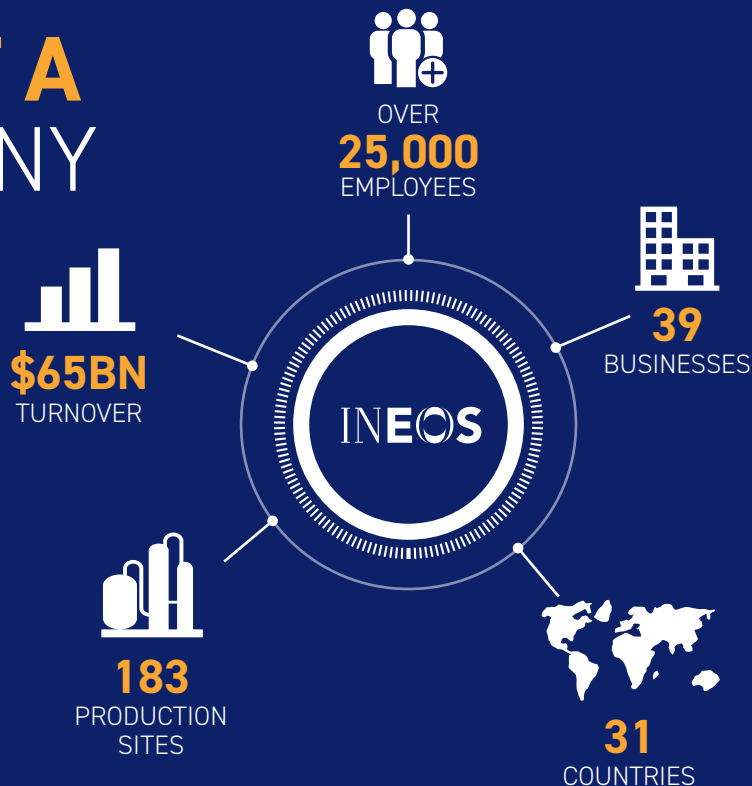 A
NY
OVER
25,000
EMPLOYEES
39
BUSINESSES
$65BN
TURNOVER
INEOS
183
PRODUCTION
SITES
31
COUNTRIES